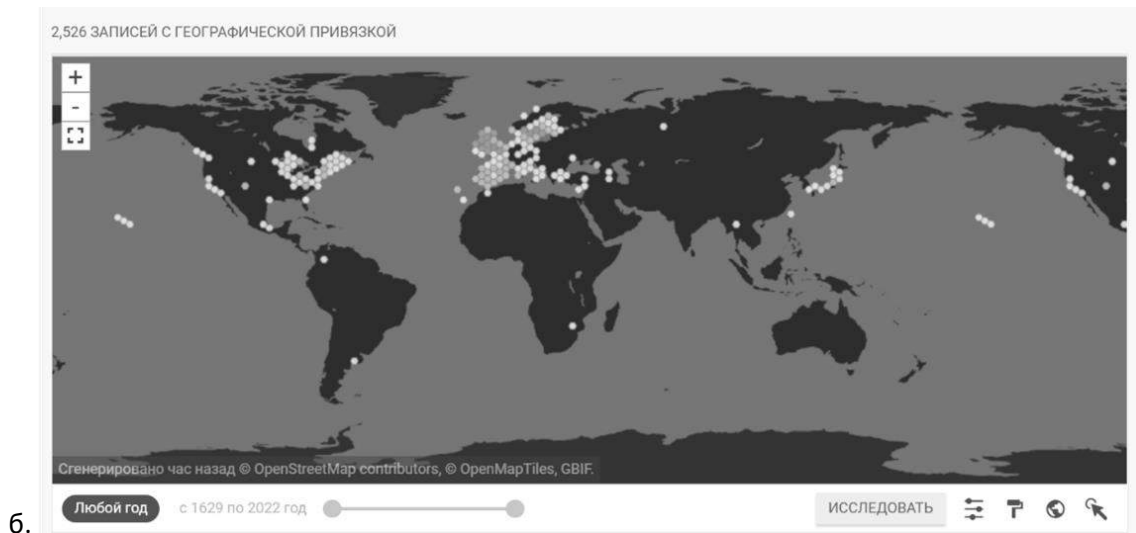 2,526 ЗАПИСЕЙ С ГЕОГРАФИЧЕСКОЙ ПРИВЯЗКОЙ
+
-
Сгенерировано час назад © OpenStreetMap contributors, © OpenMapTiles, GBIF.
Любой год с 1629 по 2022 год ИССЛЕДОВАТЬ
б.